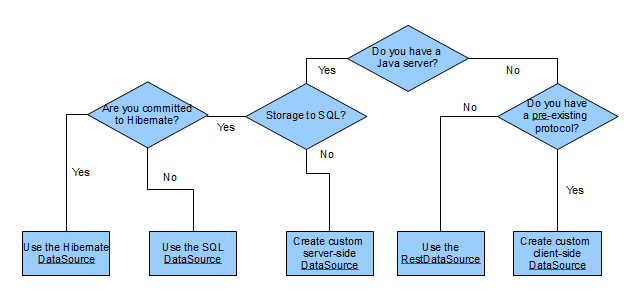 Do you have a
Java server?
Yes
No
Are you committed
to Hibernate?
Yes
Storage to SQL?
No
Do you have
a pre-existing
protocol?
Yes
No
No
Yes
Use the Hibernate
DataSource
Use the SQL
DataSource
Create custom
server-side
DataSource
Use the
RestDataSource
Create custom
client-side
DataSource